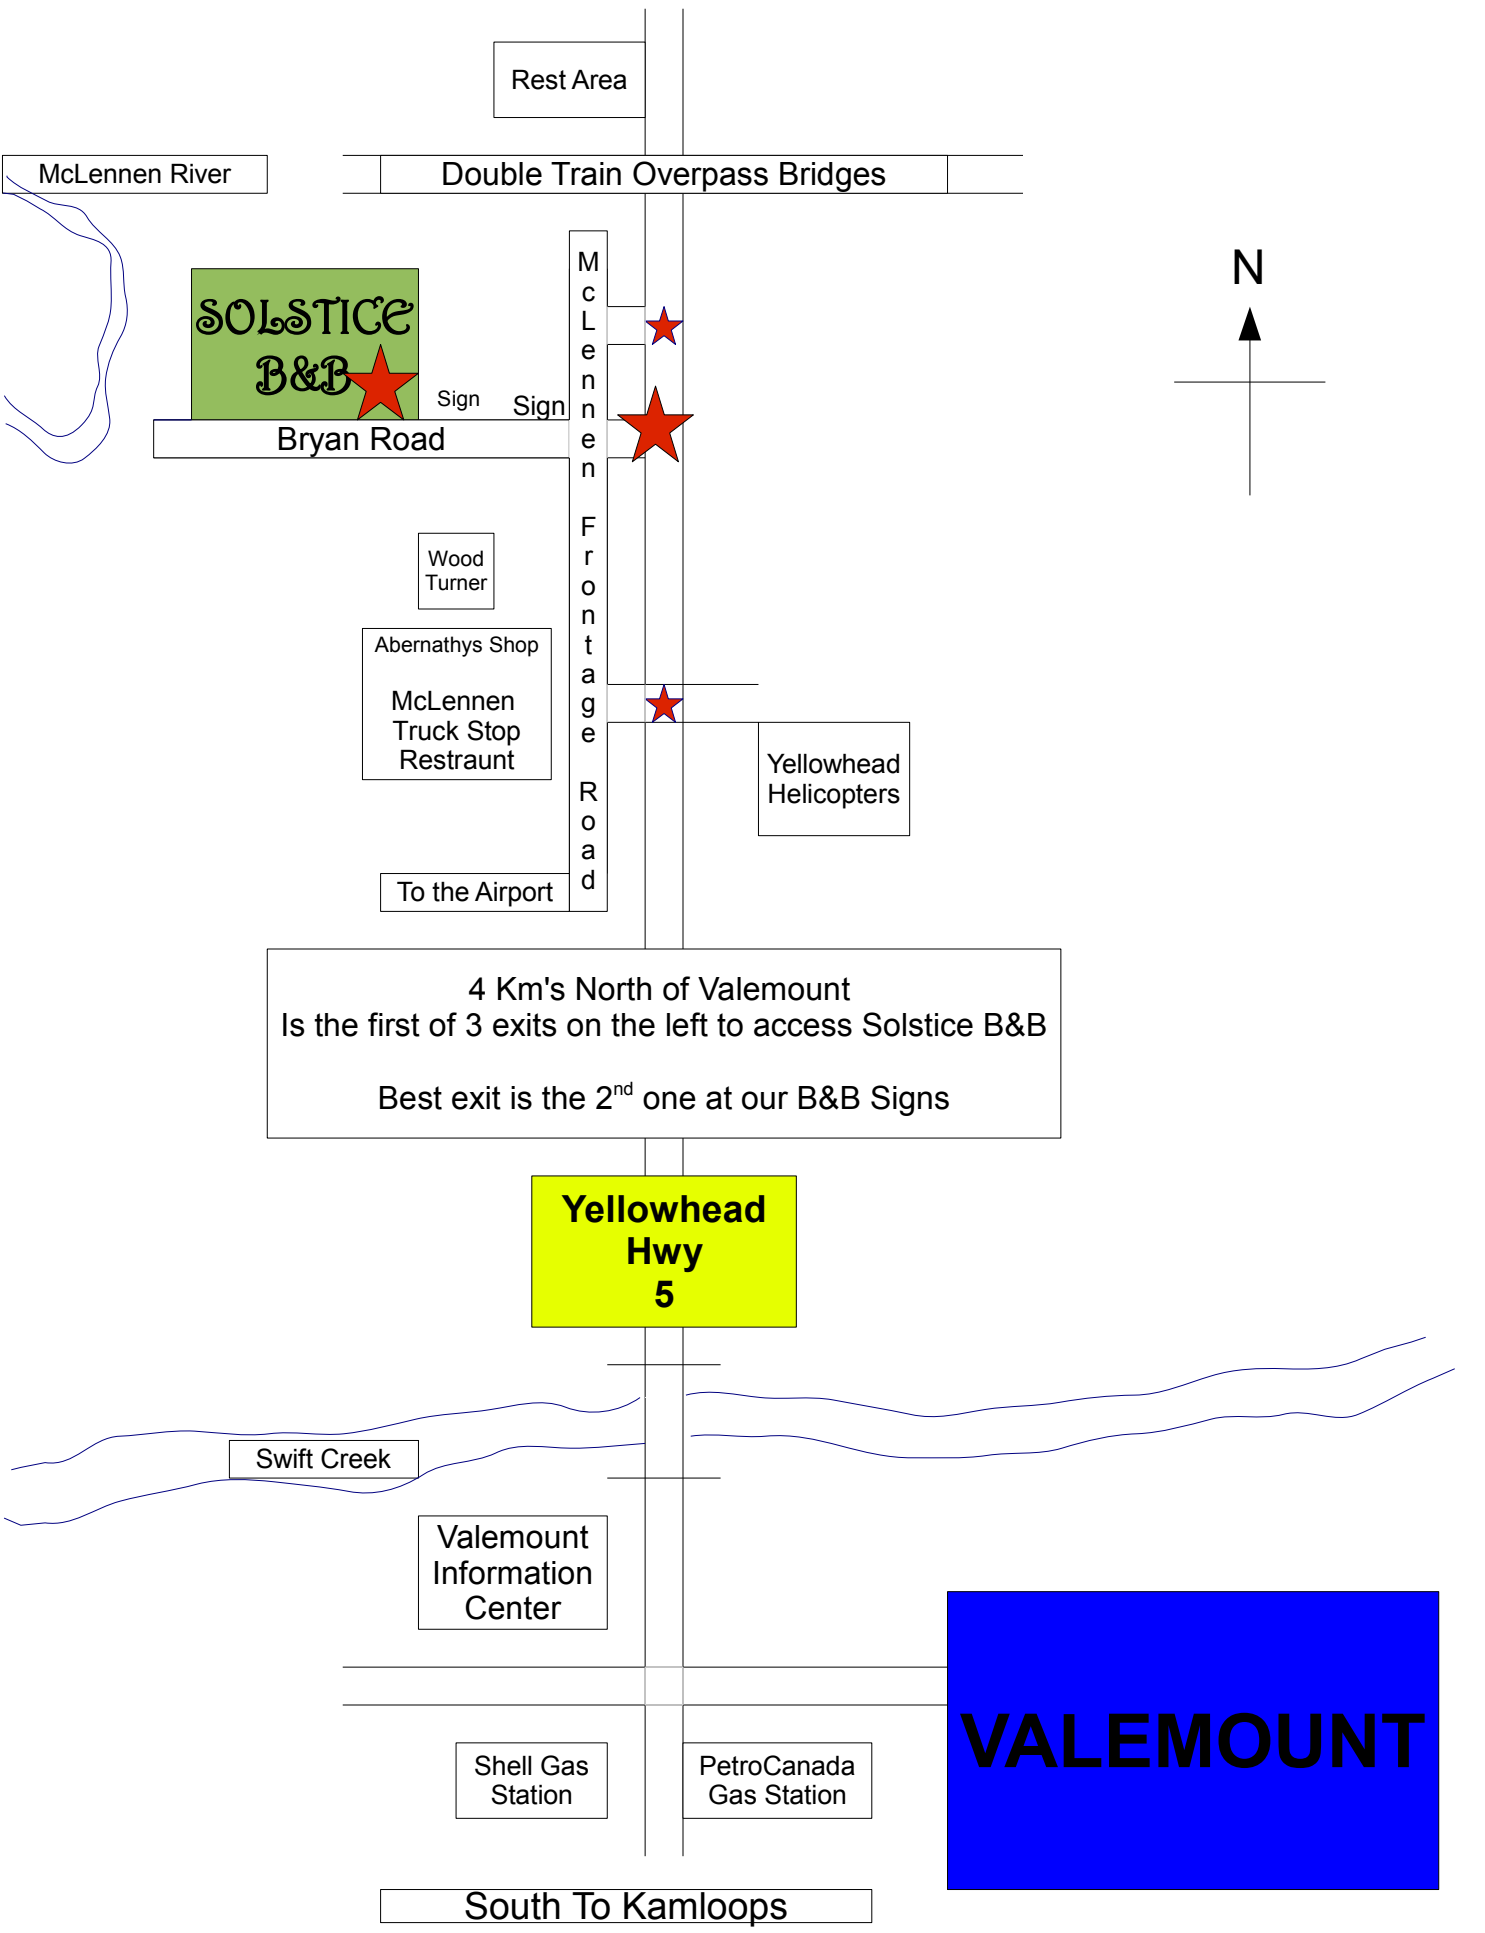 Rest Area
McLennen River
Double Train Overpass Bridges
N
SOLSTICE
B&B
Sign
Sign
Bryan Road
McLennen Frontage Road
Wood
Turner
Abernathys Shop
McLennen
Truck Stop
Restraunt
Yellowhead
Helicopters
To the Airport
4 Km's North of Valemount
Is the first of 3 exits on the left to access Solstice B&B
Best exit is the 2nd one at our B&B Signs
Yellowhead
Hwy
5
Swift Creek
Valemount
Information
Center
VALEMOUNT
Shell Gas
Station
PetroCanada
Gas Station
South To Kamloops